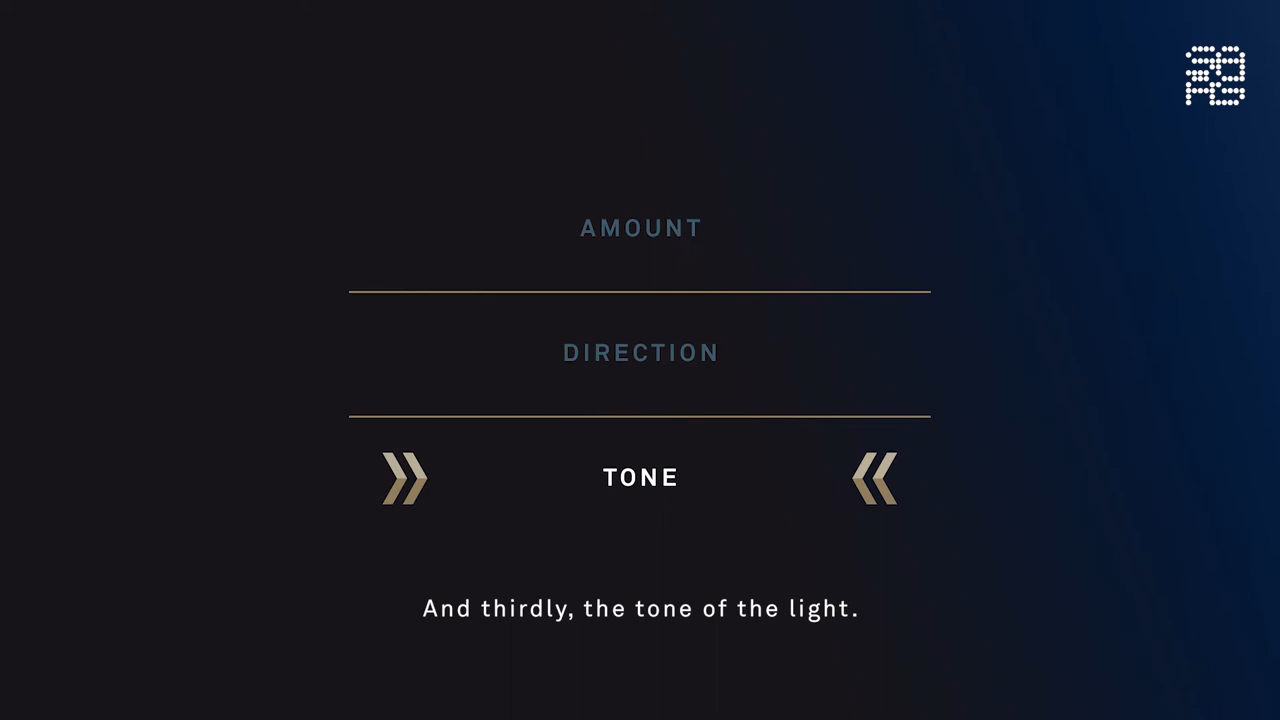 AMOUNT
DIRECTION
TONE
And thirdly, the tone of the light.